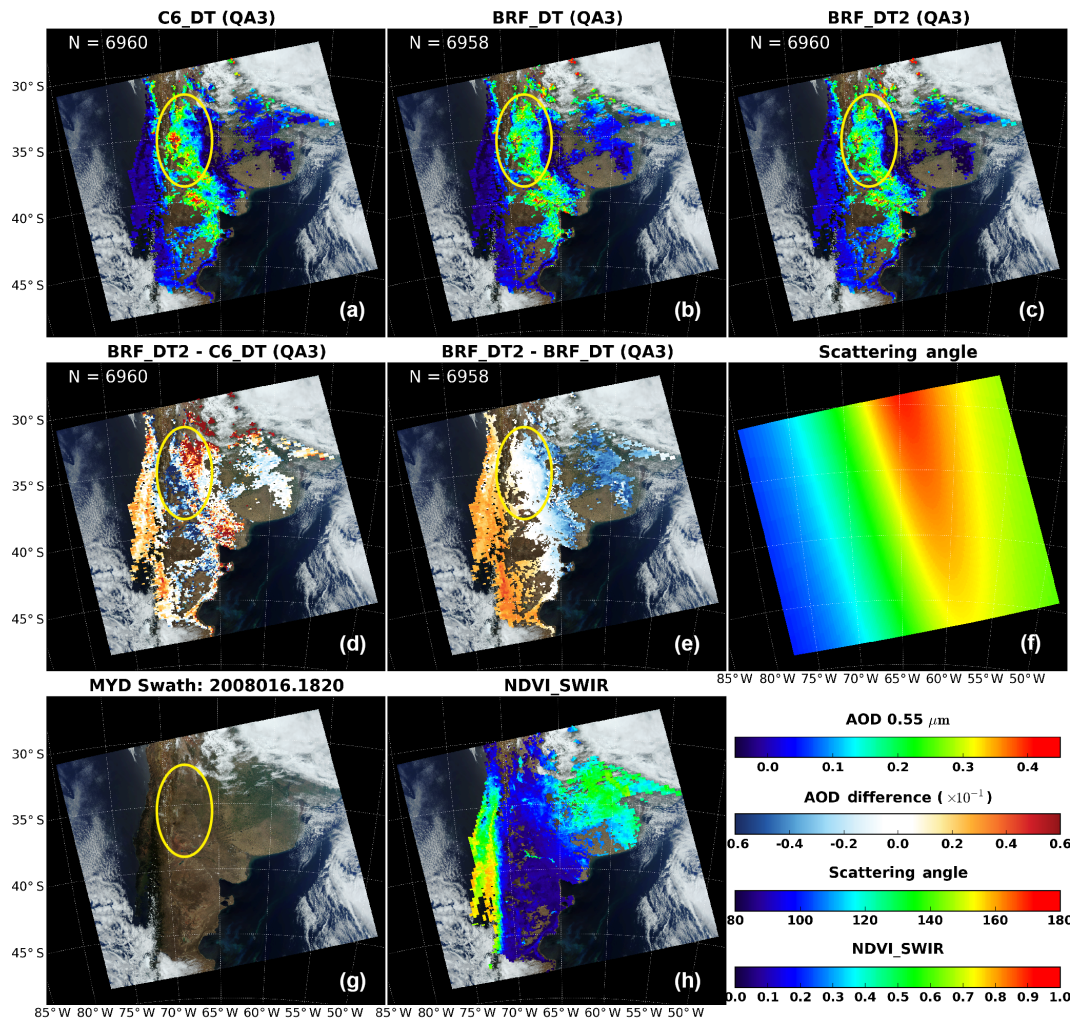 C6_DT (QA3)
BRF_DT (QA3)
BRF_DT2 (QA3)
N = 6960
N = 6958
N = 6960
30° S
35° S
40° S
45° S
(a)
(b)
(c)
BRF_DT2 - C6_DT (QA3)
BRF_DT2 - BRF_DT (QA3)
Scattering angle
N = 6960
N = 6958
30° S
35° S
40° S
45° S
(d)
(e)
(f)
85° W 80° W 75° W 70° W 65° W 60° W 55° W 50° W
MYD Swath: 2008016.1820
NDVI_SWIR
30° S
35° S
40° S
45° S
(g)
(h)
85° W 80° W 75° W 70° W 65° W 60° W 55° W 50° W
85° W 80° W 75° W 70° W 65° W 60° W 55° W 50° W
AOD 0.55 μm
0.0 0.1 0.2 0.3 0.4
AOD difference (×10⁻¹)
0.6 0.4 0.2 0.0 0.2 0.4 0.6
Scattering angle
80 100 120 140 160 180
NDVI_SWIR
0.0 0.1 0.2 0.3 0.4 0.5 0.6 0.7 0.8 0.9 1.0